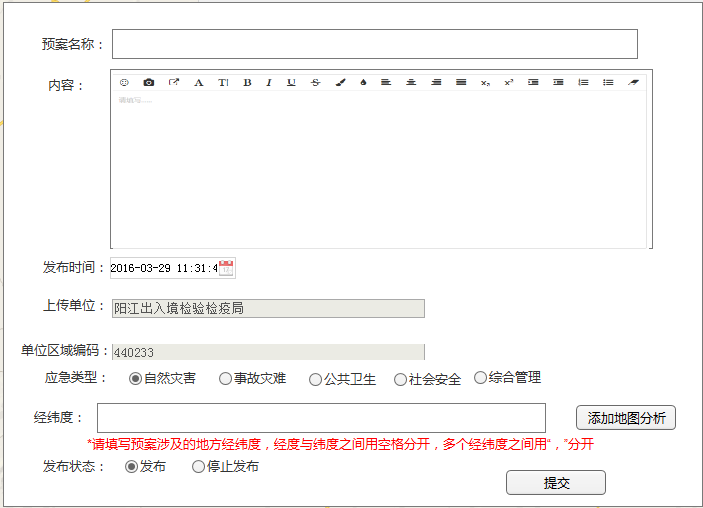 预案名称：
内容：
A T| B I U S x₂ x²
请填写......
发布时间： 2016-03-29 11:31:4
上传单位： 阳江出入境检验检疫局
单位区域编码： 440233
应急类型： 自然灾害 事故灾难 公共卫生 社会安全 综合管理
经纬度： 添加地图分析
*请填写预案涉及的地方经纬度，经度与纬度之间用空格分开，多个经纬度之间用“，”分开
发布状态： 发布 停止发布
提交